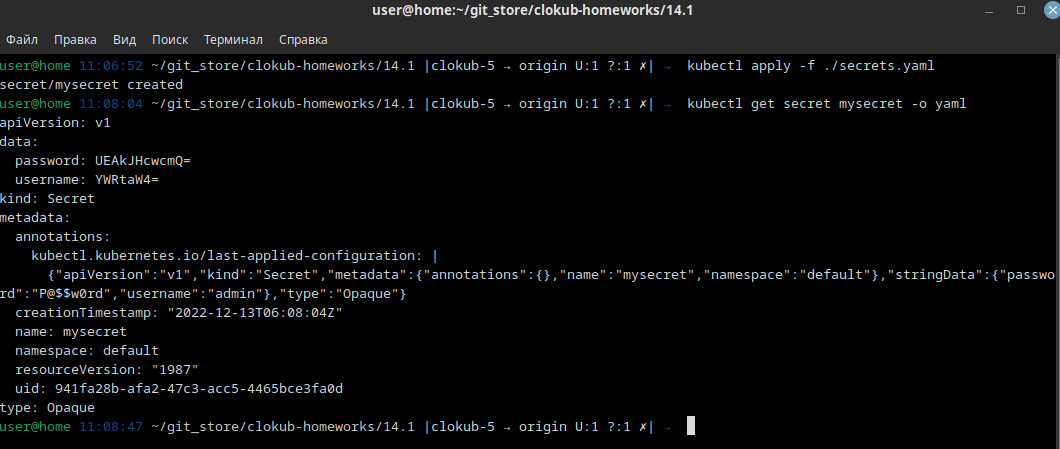 user@home:~/git_store/clokub-homeworks/14.1
Файл Правка Вид Поиск Терминал Справка
user@home 11:06:52 ~/git_store/clokub-homeworks/14.1 |clokub-5 → origin U:1 ?:1 ✗| → kubectl apply -f ./secrets.yaml
secret/mysecret created
user@home 11:08:04 ~/git_store/clokub-homeworks/14.1 |clokub-5 → origin U:1 ?:1 ✗| → kubectl get secret mysecret -o yaml
apiVersion: v1
data:
  password: UEAkJHcwcmQ=
  username: YWRtaW4=
kind: Secret
metadata:
  annotations:
    kubectl.kubernetes.io/last-applied-configuration: |
      {"apiVersion":"v1","kind":"Secret","metadata":{"annotations":{},"name":"mysecret","namespace":"default"},"stringData":{"passwo
rd":"P@$$w0rd","username":"admin"},"type":"Opaque"}
  creationTimestamp: "2022-12-13T06:08:04Z"
  name: mysecret
  namespace: default
  resourceVersion: "1987"
  uid: 941fa28b-afa2-47c3-acc5-4465bce3fa0d
type: Opaque
user@home 11:08:47 ~/git_store/clokub-homeworks/14.1 |clokub-5 → origin U:1 ?:1 ✗| →